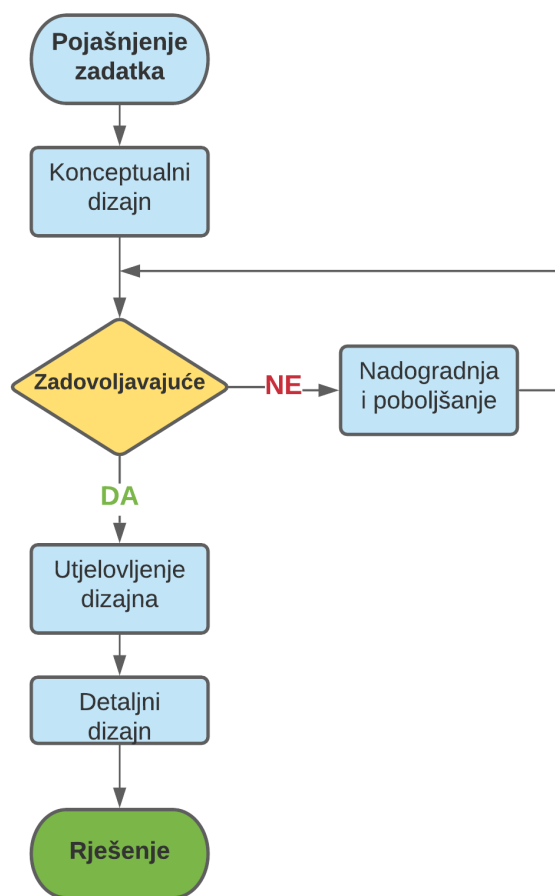 Pojašnjenje
zadatka
Konceptualni
dizajn
Zadovoljavajuće
NE
Nadogradnja
i poboljšanje
DA
Utjelovljenje
dizajna
Detaljni
dizajn
Rješenje